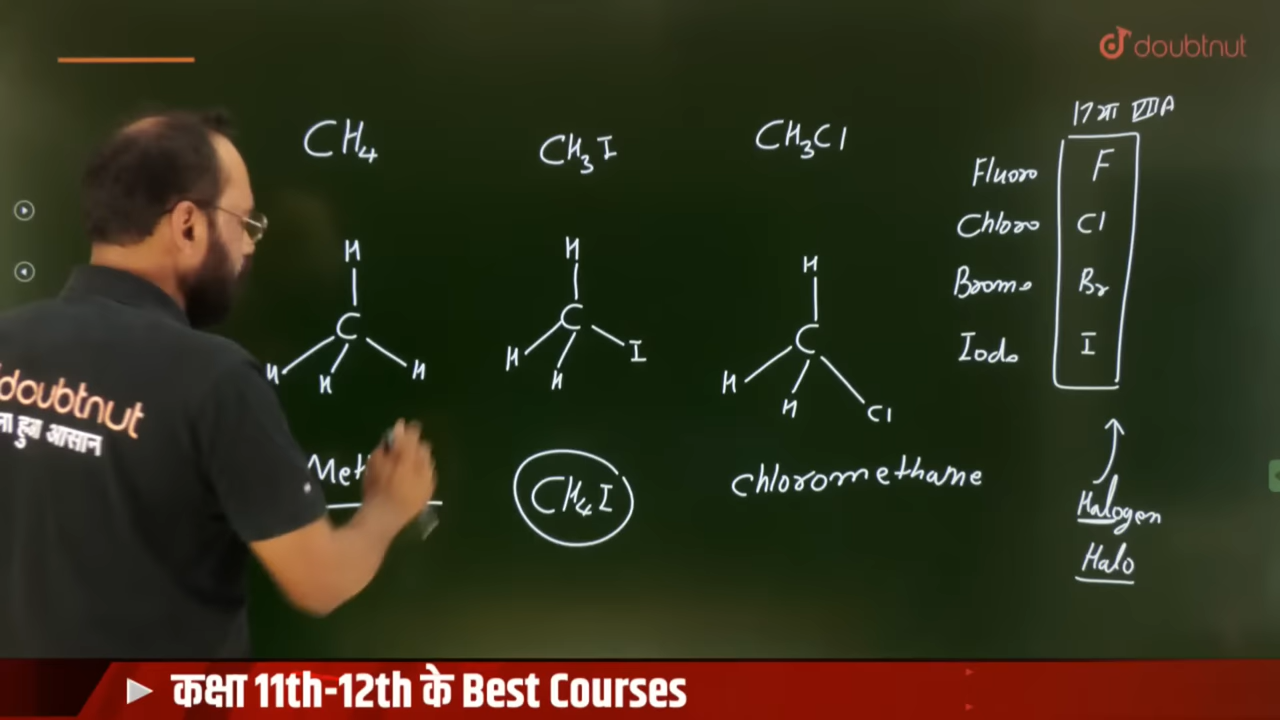 doubtnut
17वा VIIA
CH4 CH3I CH3Cl
Fluoro F
Chloro Cl
Bromo Br
Iodo I
H H H
C C C
H H H H H I H H Cl
doubtnut
हुआ आसान
chloromethane
CH4I
Halogen
Halo
कक्षा 11th-12th के Best Courses